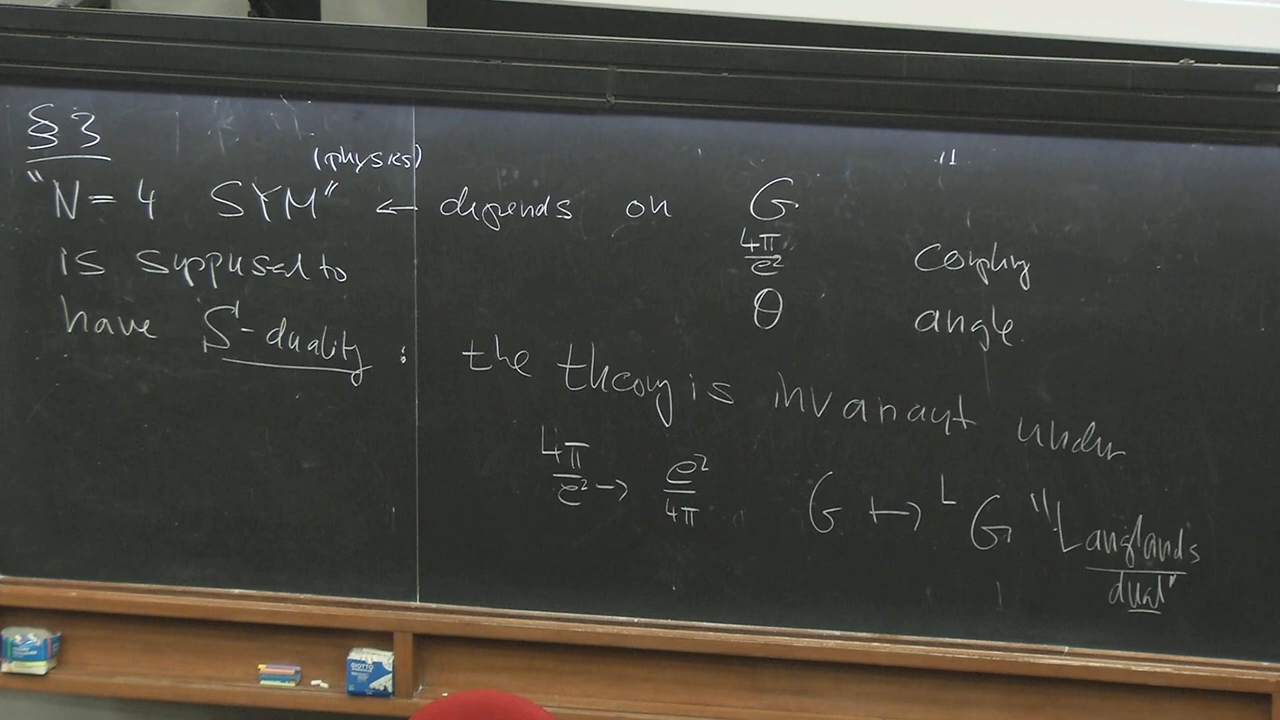 §3
(physics)
"N=4 SYM" ← depends on G
4π/e² coupling
θ angle
is supposed to
have S-duality : the theory is invariant under
4π/e² → e²/4π G ↦ ᴸG "Langlands
dual"
GIOTTO